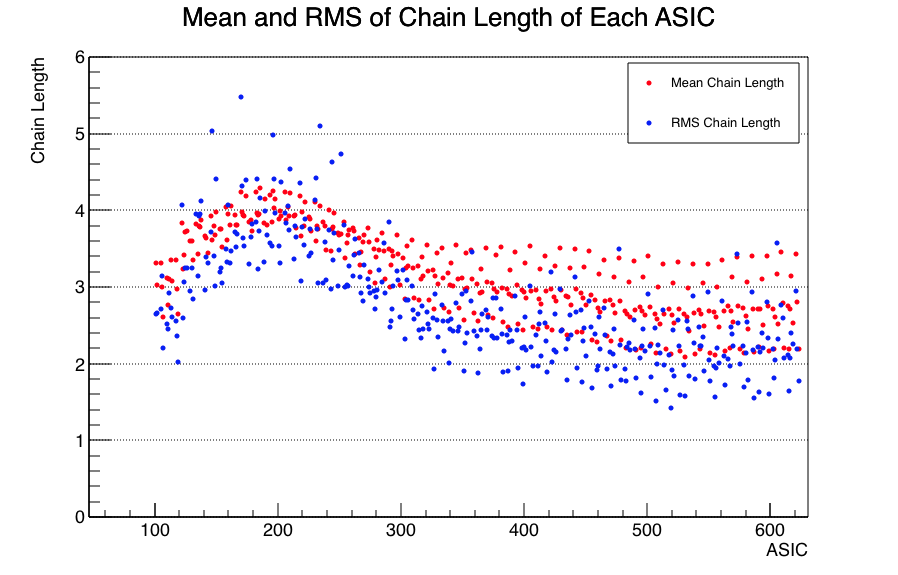 Mean and RMS of Chain Length of Each ASIC
Chain Length
6
5
4
3
2
1
0
Mean Chain Length
RMS Chain Length
100 200 300 400 500 600
ASIC